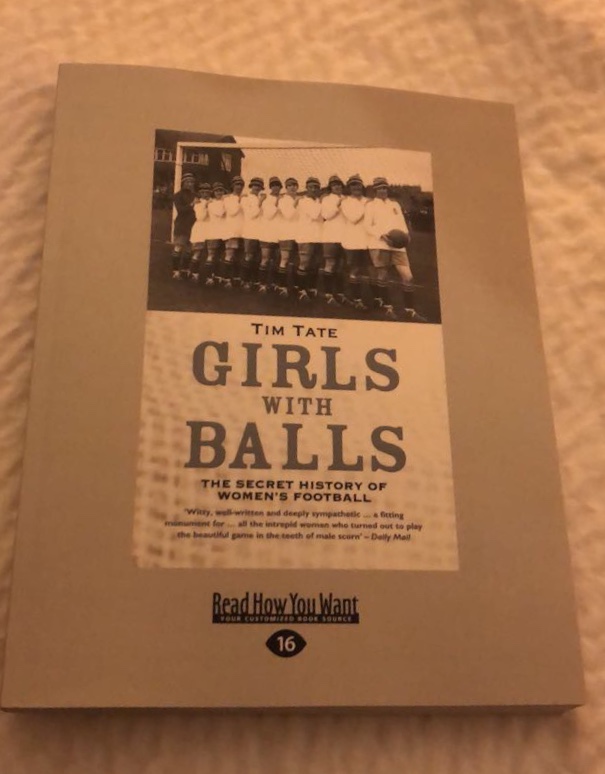 TIM TATE
GIRLS
WITH
BALLS
THE SECRET HISTORY OF
WOMEN'S FOOTBALL
'Witty, well-written and deeply sympathetic ... a fitting
monument for ... all the intrepid women who turned out to play
the beautiful game in the teeth of male scorn' – Daily Mail
Read How You Want
YOUR CUSTOMIZED BOOK SOURCE
16